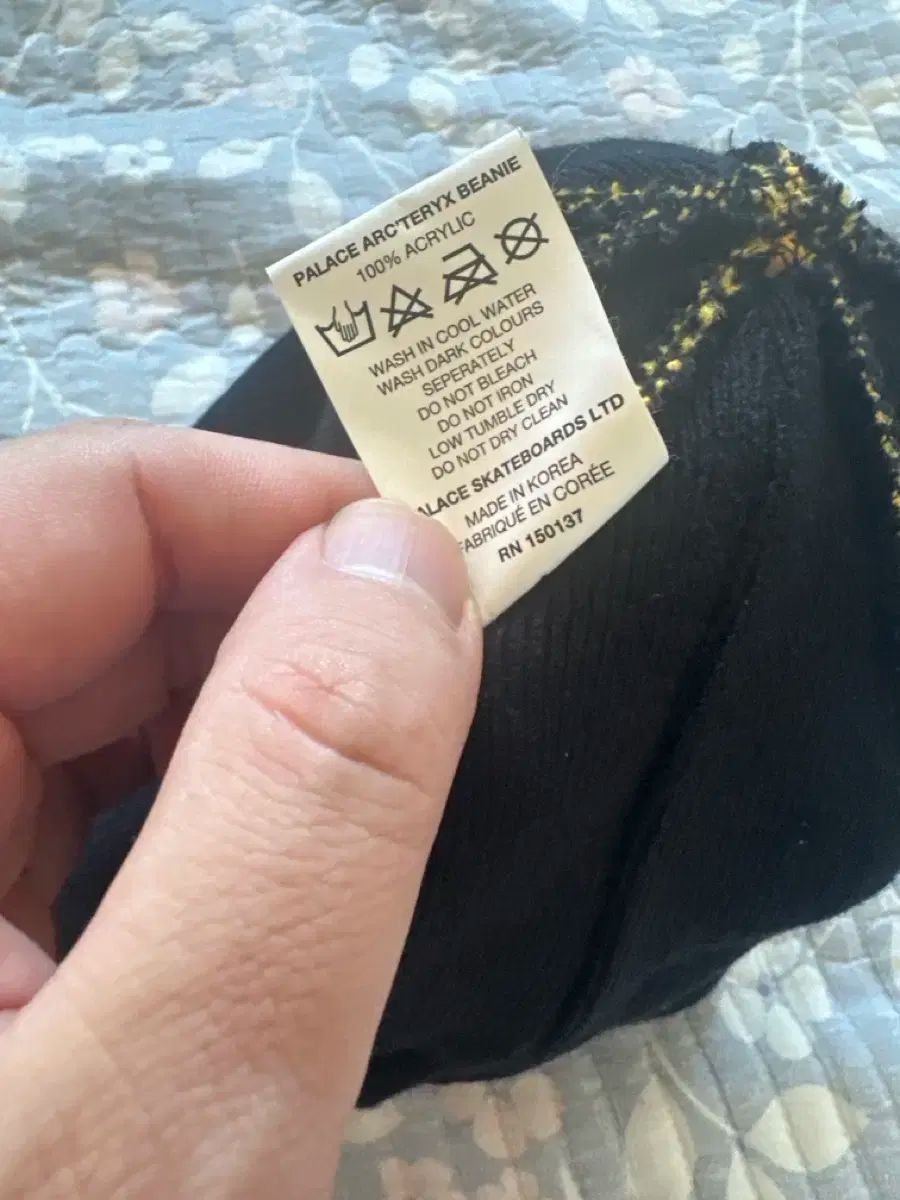 PALACE ARC'TERYX BEANIE
100% ACRYLIC
WASH IN COOL WATER
WASH DARK COLOURS
SEPERATELY
DO NOT BLEACH
DO NOT IRON
LOW TUMBLE DRY
DO NOT DRY CLEAN
ALACE SKATEBOARDS LTD
MADE IN KOREA
FABRIQUÉ EN CORÉE
RN 150137